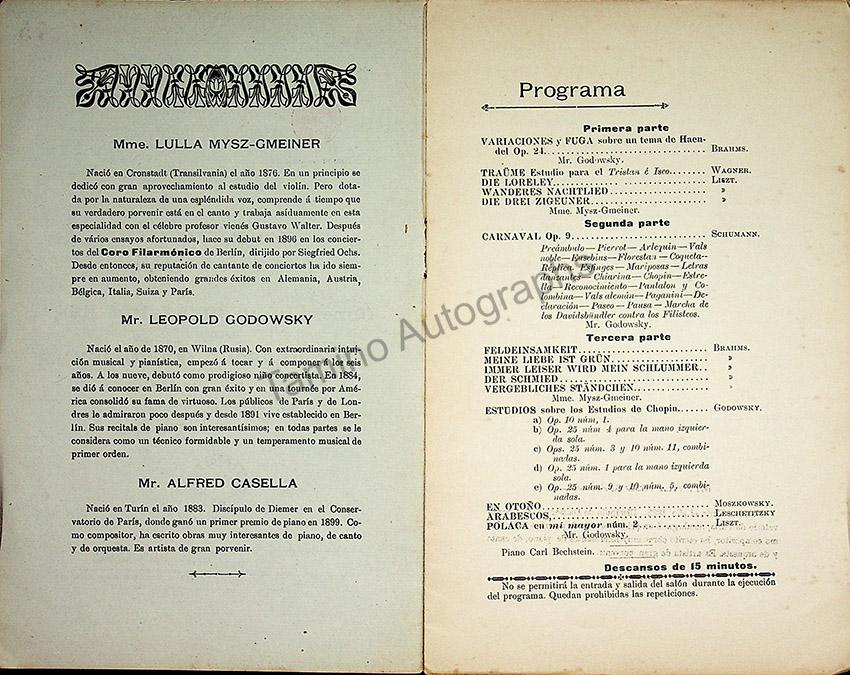 Mme. LULLA MYSZ-GMEINER
Nació en Cronstadt (Transilvania) el año 1876. En un principio se
dedicó con gran aprovechamiento al estudio del violín. Pero dota-
da por la naturaleza de una espléndida voz, comprende á tiempo que
su verdadero porvenir está en el canto y trabaja asíduamente en esta
especialidad con el célebre profesor vienés Gustavo Walter. Después
de vários ensayos afortunados, hace su debut en 1896 en los concier-
tos del Coro Filarmónico de Berlín, dirijido por Siegfried Ochs.
Desde entonces, su reputación de cantante de conciertos ha ido siem-
pre en aumento, obteniendo grandes éxitos en Alemania, Austria,
Bélgica, Italia, Suiza y París.
Mr. LEOPOLD GODOWSKY
Nació el año de 1870, en Wilna (Rusia). Con extraordinaria intui-
ción musical y pianística, empezó á tocar y á componer á los seis
años. A los nueve, debutó como prodigioso niño concertista. En 1884,
se dió á conocer en Berlín con gran éxito y en una tournée por Amé-
rica consolidó su fama de virtuoso. Los públicos de París y de Lon-
dres le admiraron poco después y desde 1891 vive establecido en Ber-
lín. Sus recitals de piano son interesantísimos; en todas partes se le
considera como un técnico formidable y un temperamento musical de
primer orden.
Mr. ALFRED CASELLA
Nació en Turín el año 1883. Discípulo de Diemer en el Conser-
vatorio de París, donde ganó un primer premio de piano en 1899. Co-
mo compositor, ha escrito obras muy interesantes de piano, de canto
y de orquesta. Es artista de gran porvenir.
Programa
Primera parte
VARIACIONES y FUGA sobre un tema de Haen-
del Op. 24........................ BRAHMS.
Mr. Godowsky.
TRAÜME Estudio para el Tristan é Isco....... WAGNER.
DIE LORELEY........................ LISZT.
WANDERES NACHTLIED.................. »
DIE DREI ZIGEUNER.................... »
Mme. Mysz-Gmeiner.
Segunda parte
CARNAVAL Op. 9........................ SCHUMANN.
Preámbulo—Pierrot—Arlequin—Vals
noble—Eusebius—Florestan—Coqueta—
Réplica. Esfinges—Mariposas—Letras
danzantes—Chiarina—Chopin—Estre-
lla—Reconocimiento—Pantalon y Co-
lombina—Vals alemán—Paganini—De-
claración—Paseo—Pausa—Marcha de
los Davidsbündler contra los Filisteos.
Mr. Godowsky.
Tercera parte
FELDEINSAMKEIT.................... BRAHMS.
MEINE LIEBE IST GRÜN................ »
IMMER LEISER WIRD MEIN SCHLUMMER.. »
DER SCHMIED........................ »
VERGEBLICHES STÄNDCHEN............ »
Mme. Mysz-Gmeiner.
ESTUDIOS sobre los Estudios de Chopin...... GODOWSKY.
a) Op. 10 núm, 1.
b) Op. 25 núm 4 para la mano izquier-
da sola.
c) Ops. 25 núm. 3 y 10 núm. 11, combi-
nadas.
d) Op. 25 núm. 1 para la mano izquierda
sola.
e) Op. 25 núm. 9 y 10 núm. 5, combi-
nadas.
EN OTOÑO........................ MOSZKOWSKY.
ARABESCOS,........................ LESCHETITZKY
POLACA en mi mayor núm. 2............ LISZT.
Mr. Godowsky.
Piano Carl Bechstein.
Descansos de 15 minutos.
No se permitirá la entrada y salida del salón durante la ejecución
del programa. Quedan prohibidas las repeticiones.
Tamino Autographs